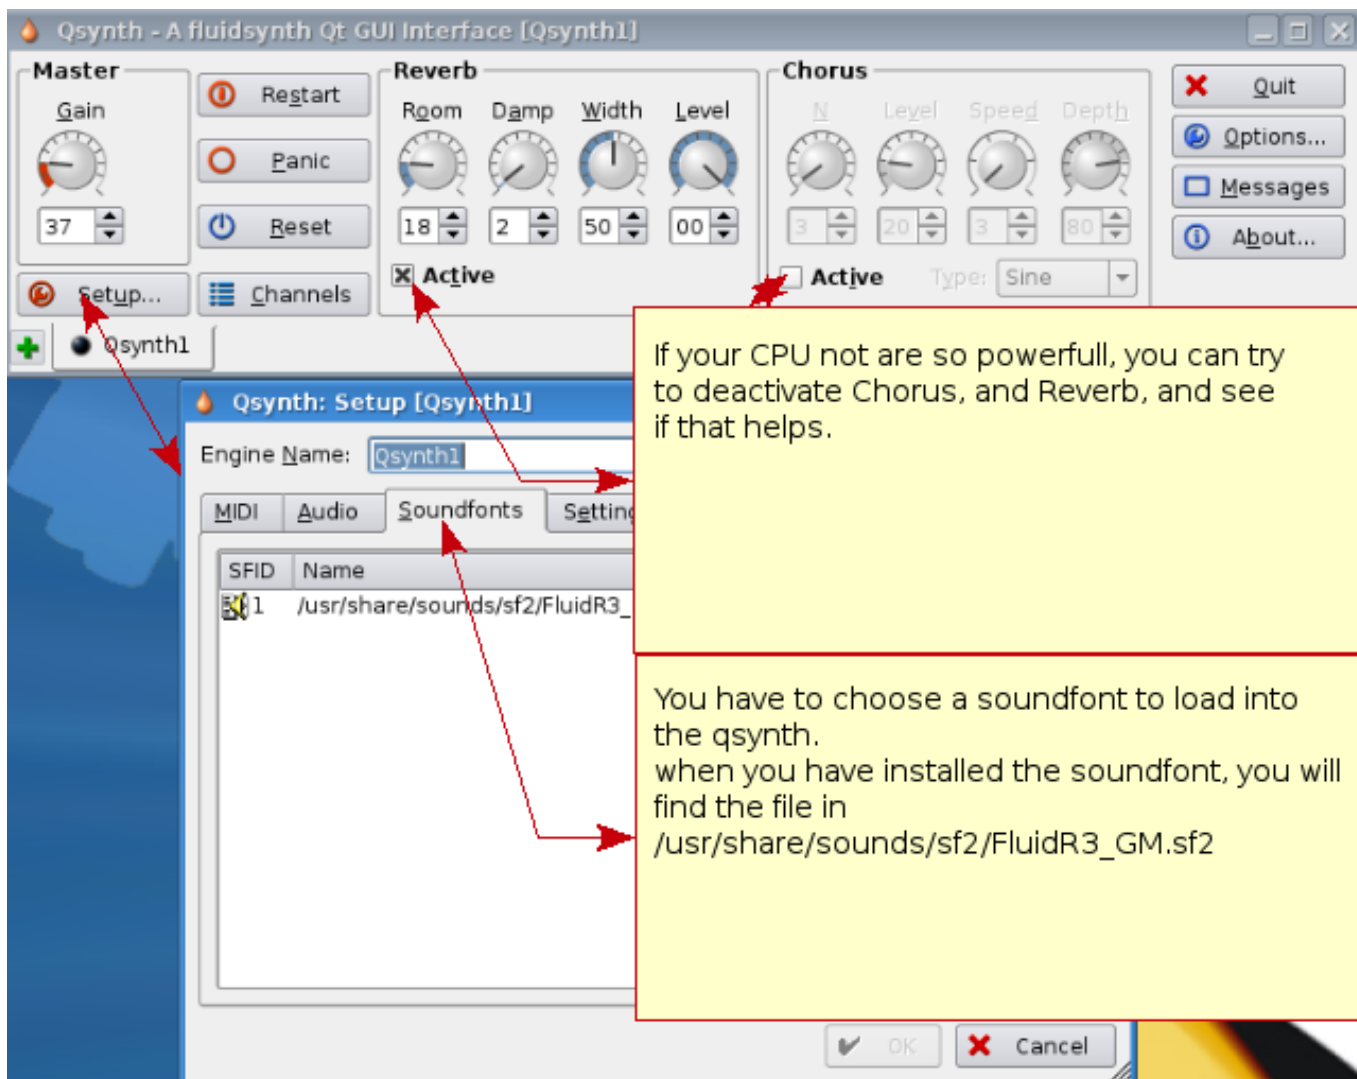 Qsynth - A fluidsynth Qt GUI Interface [Qsynth1]
Master
Gain
37
Setup...
Restart
Panic
Reset
Channels
Reverb
Room Damp Width Level
18 2 50 00
Active
Chorus
N Level Speed Depth
3 20 3 80
Active Type: Sine
Quit
Options...
Messages
About...
Qsynth1
If your CPU not are so powerfull, you can try
to deactivate Chorus, and Reverb, and see
if that helps.
Qsynth: Setup [Qsynth1]
Engine Name: Qsynth1
MIDI Audio Soundfonts Setting
SFID Name
1 /usr/share/sounds/sf2/FluidR3_
You have to choose a soundfont to load into
the qsynth.
when you have installed the soundfont, you will
find the file in
/usr/share/sounds/sf2/FluidR3_GM.sf2
OK Cancel